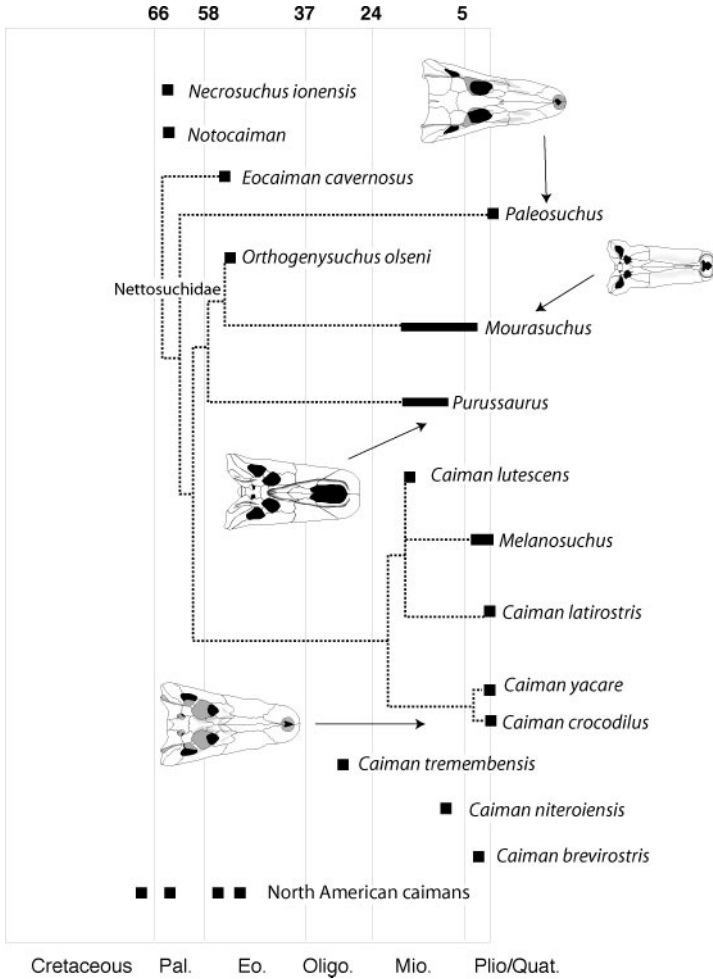 66 58 37 24 5
Necrosuchus ionensis
Notocaiman
Eocaiman cavernosus
Paleosuchus
Orthogenysuchus olseni
Nettosuchidae
Mourasuchus
Purussaurus
Caiman lutescens
Melanosuchus
Caiman latirostris
Caiman yacare
Caiman crocodilus
Caiman tremembensis
Caiman niteroiensis
Caiman brevirostris
North American caimans
Cretaceous Pal. Eo. Oligo. Mio. Plio/Quat.